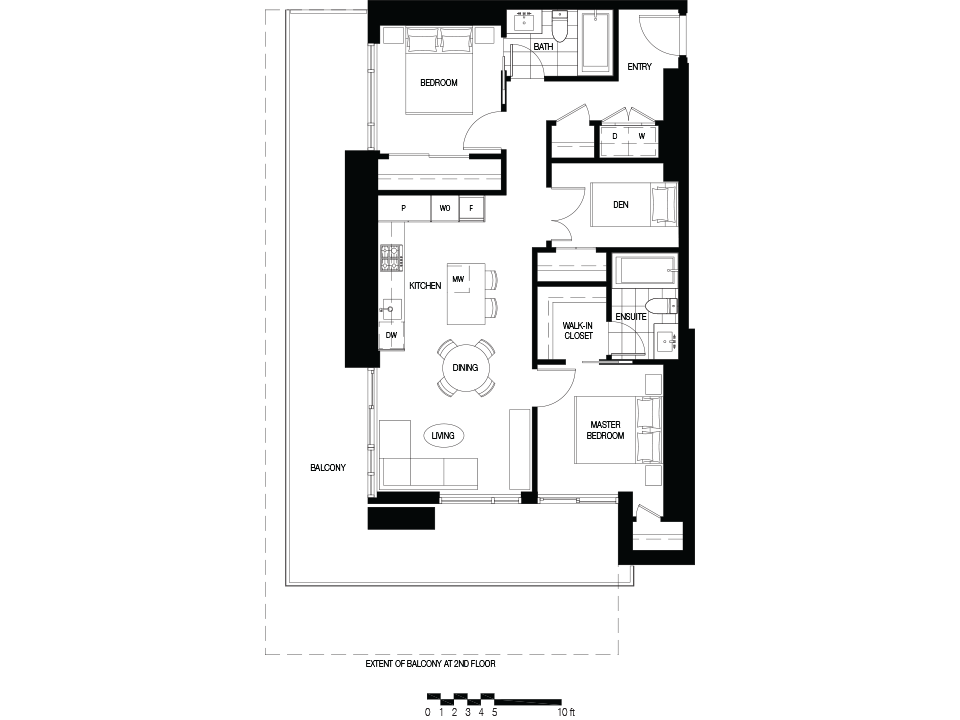 BATH
ENTRY
BEDROOM
D W
P WO F
DEN
MW
KITCHEN
ENSUITE
WALK-IN
CLOSET
DW
DINING
MASTER
BEDROOM
LIVING
BALCONY
EXTENT OF BALCONY AT 2ND FLOOR
0 1 2 3 4 5 10 ft